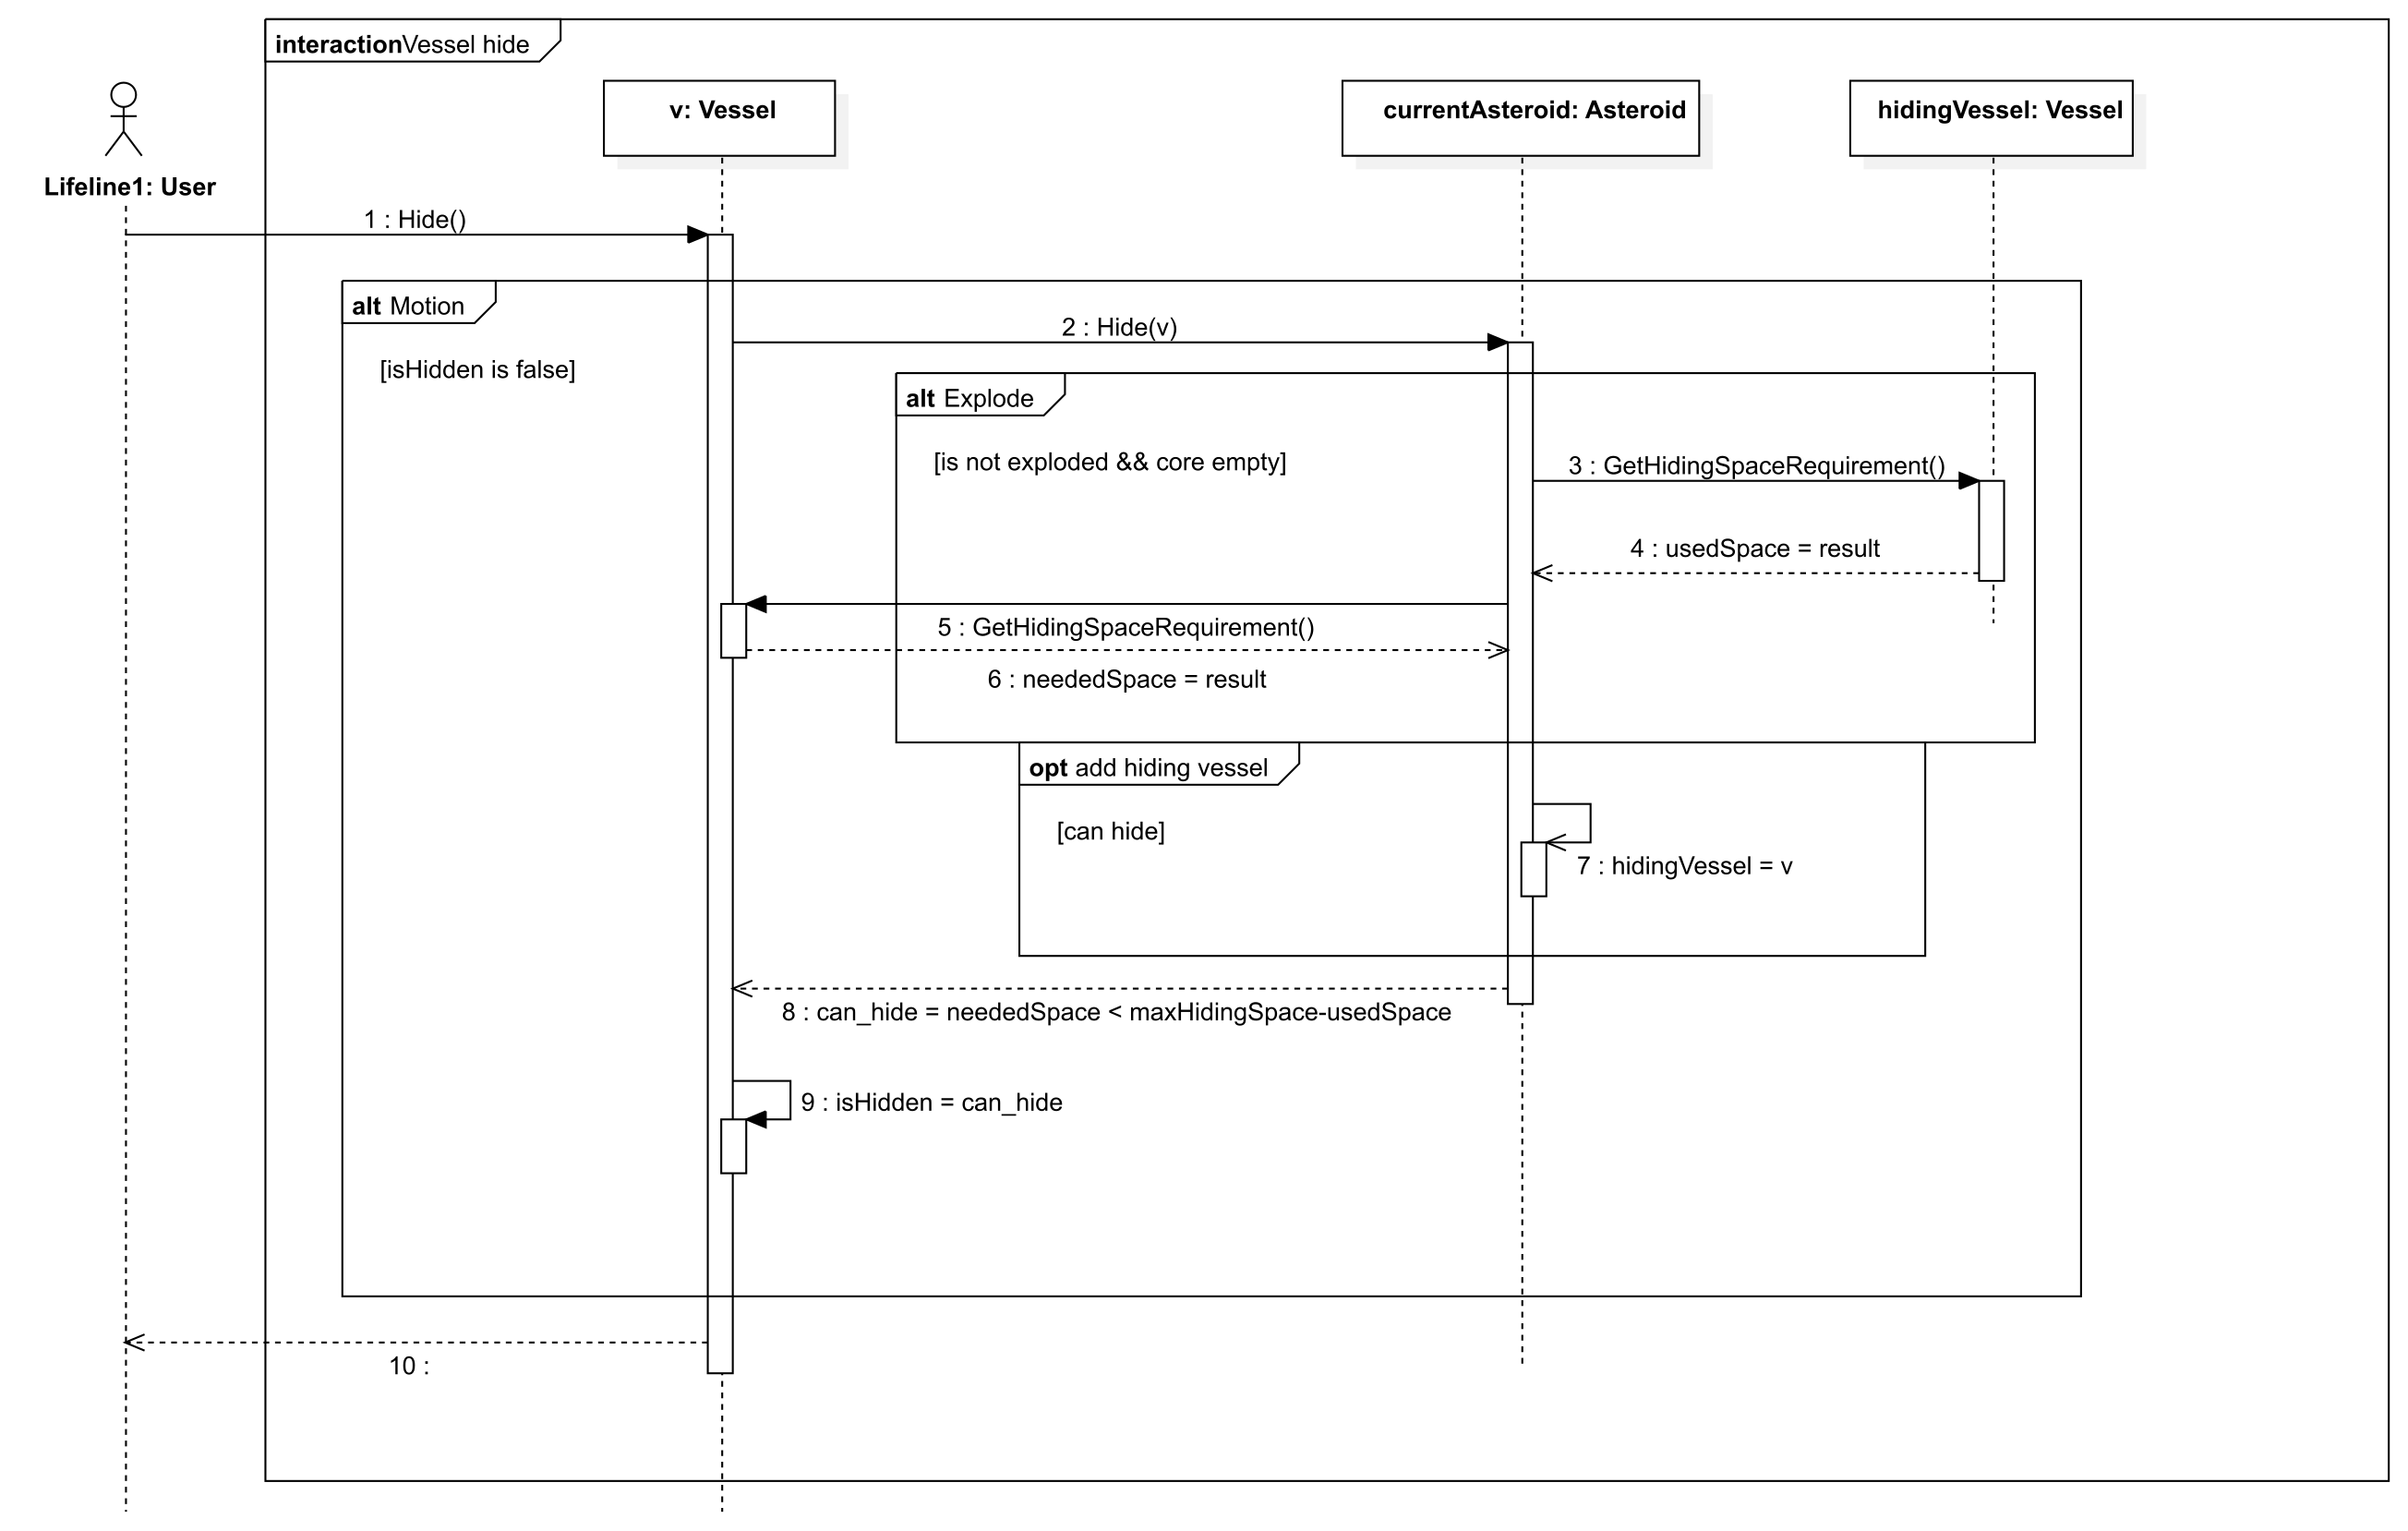 interactionVessel hide
v: Vessel
currentAsteroid: Asteroid
hidingVessel: Vessel
Lifeline1: User
1 : Hide()
alt Motion
2 : Hide(v)
[isHidden is false]
alt Explode
[is not exploded && core empty]
3 : GetHidingSpaceRequirement()
4 : usedSpace = result
5 : GetHidingSpaceRequirement()
6 : neededSpace = result
opt add hiding vessel
[can hide]
7 : hidingVessel = v
8 : can_hide = neededSpace < maxHidingSpace-usedSpace
9 : isHidden = can_hide
10 :